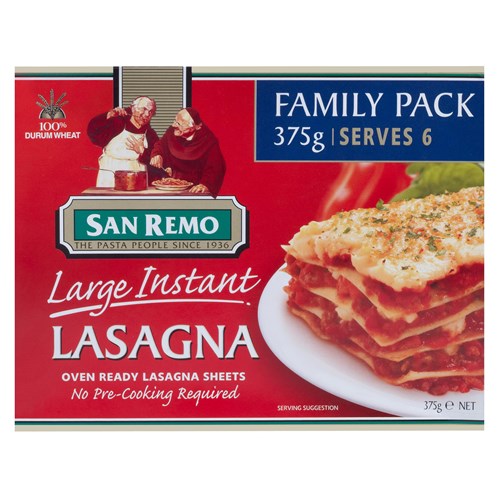 100%
DURUM WHEAT
FAMILY PACK
375g | SERVES 6
SAN REMO
THE PASTA PEOPLE SINCE 1936
Large Instant
LASAGNA
OVEN READY LASAGNA SHEETS
No Pre-Cooking Required
SERVING SUGGESTION
375g ℮ NET